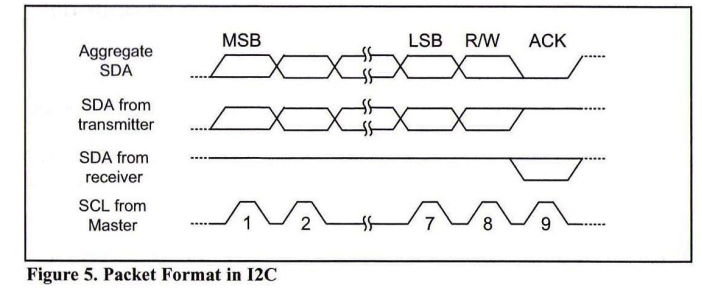 MSB LSB R/W ACK
Aggregate
SDA
SDA from
transmitter
SDA from
receiver
SCL from
Master
1 2 7 8 9
Figure 5. Packet Format in I2C